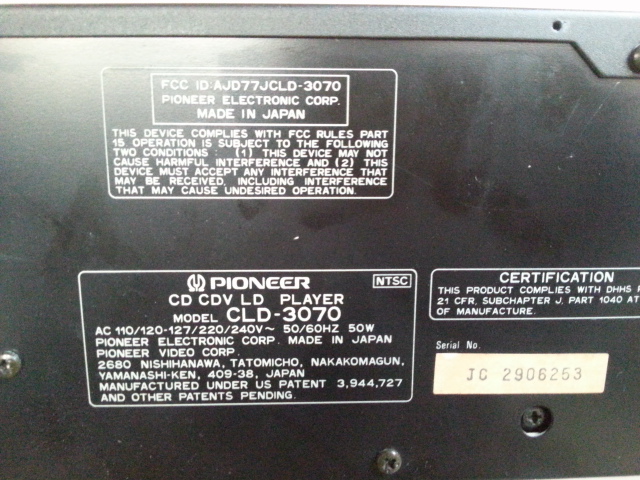 FCC ID:AJD77JCLD-3070
PIONEER ELECTRONIC CORP.
MADE IN JAPAN
THIS DEVICE COMPLIES WITH FCC RULES PART
15 OPERATION IS SUBJECT TO THE FOLLOWING
TWO CONDITIONS : (1) THIS DEVICE MAY NOT
CAUSE HARMFUL INTERFERENCE AND (2) THIS
DEVICE MUST ACCEPT ANY INTERFERENCE THAT
MAY BE RECEIVED, INCLUDING INTERFERENCE
THAT MAY CAUSE UNDESIRED OPERATION.
PIONEER NTSC
CD CDV LD PLAYER
MODEL CLD-3070
AC 110/120-127/220/240V~ 50/60HZ 50W
PIONEER ELECTRONIC CORP. MADE IN JAPAN
PIONEER VIDEO CORP.
2680 NISHIHANAWA, TATOMICHO, NAKAKOMAGUN,
YAMANASHI-KEN, 409-38, JAPAN
MANUFACTURED UNDER US PATENT 3,944,727
AND OTHER PATENTS PENDING.
CERTIFICATION
THIS PRODUCT COMPLIES WITH DHHS
21 CFR, SUBCHAPTER J, PART 1040 AT
OF MANUFACTURE.
Serial No.
JC 2906253